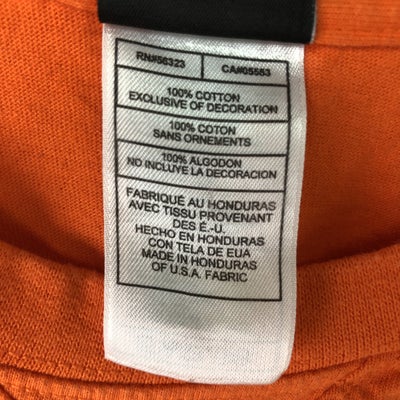 RN#56323 CA#05553
100% COTTON
EXCLUSIVE OF DECORATION
100% COTON
SANS ORNEMENTS
100% ALGODON
NO INCLUYE LA DECORACION
FABRIQUÉ AU HONDURAS
AVEC TISSU PROVENANT
DES É.-U.
HECHO EN HONDURAS
CON TELA DE EUA
MADE IN HONDURAS
OF U.S.A. FABRIC